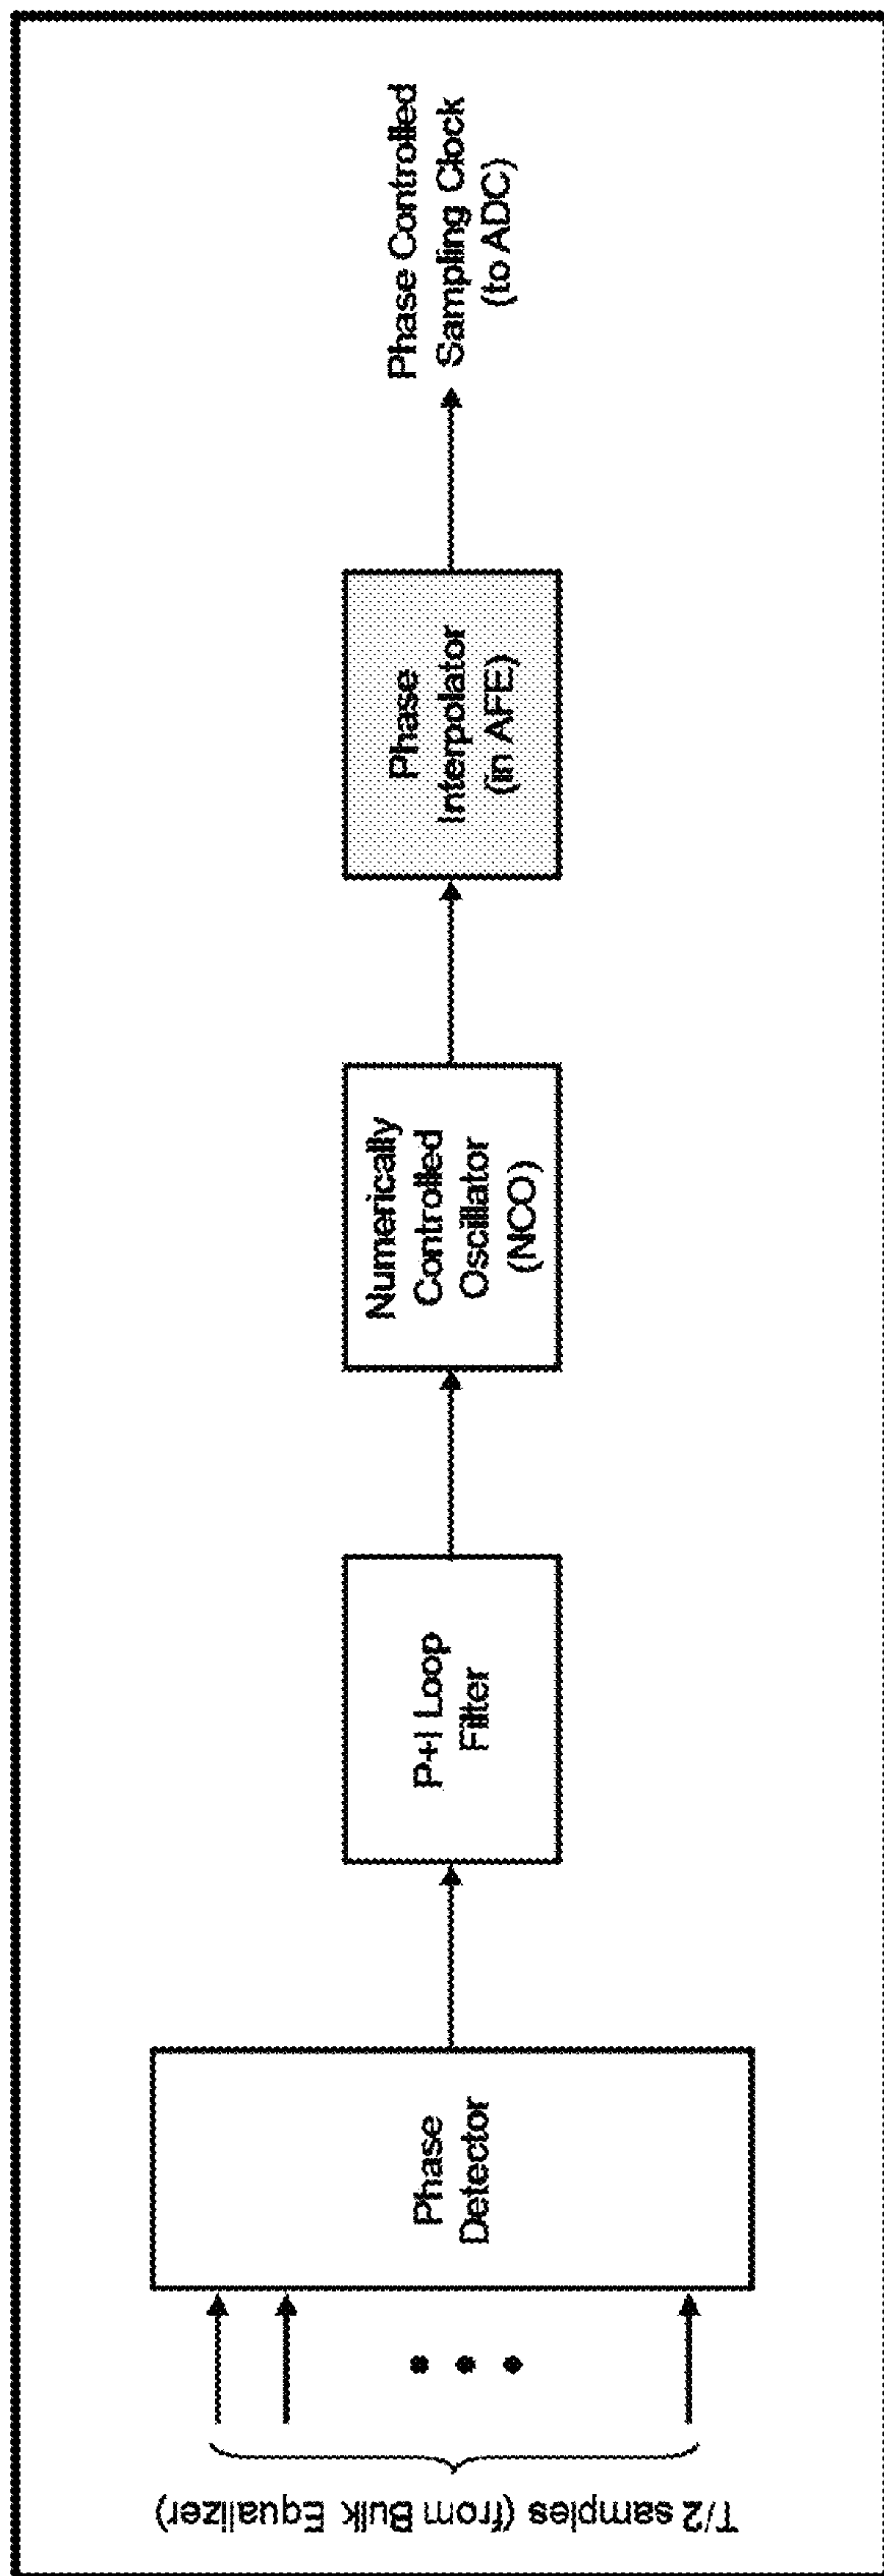 T/2 samples (from Bulk Equalizer)
Phase
Detector
P+I Loop
Filter
Numerically
Controlled
Oscillator
(NCO)
Phase
Interpolator
(in AFE)
Phase Controlled
Sampling Clock
(to ADC)